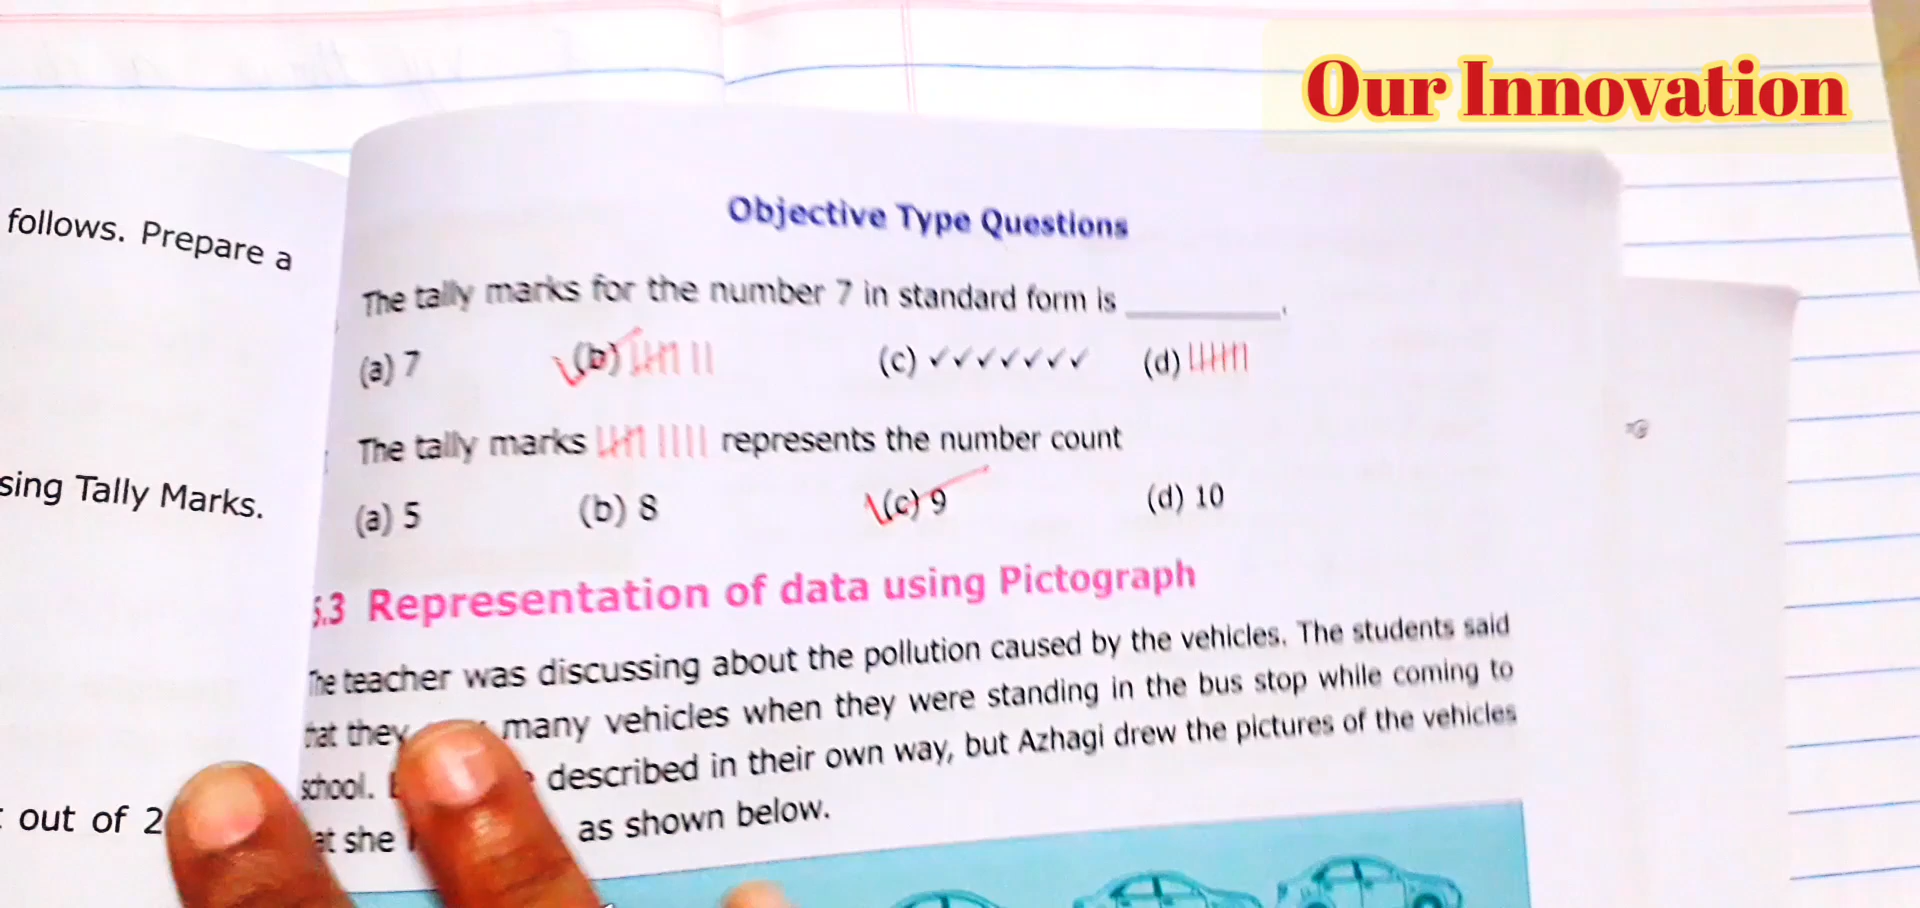 Our Innovation
follows. Prepare a
sing Tally Marks.
out of 2
Objective Type Questions
The tally marks for the number 7 in standard form is ________.
(a) 7 (b) 𝍸 || (c) ✓✓✓✓✓✓✓ (d)
The tally marks 𝍸 |||| represents the number count
(a) 5 (b) 8 (c) 9 (d) 10
.3 Representation of data using Pictograph
The teacher was discussing about the pollution caused by the vehicles. The students said
that they many vehicles when they were standing in the bus stop while coming to
school. described in their own way, but Azhagi drew the pictures of the vehicles
at she as shown below.